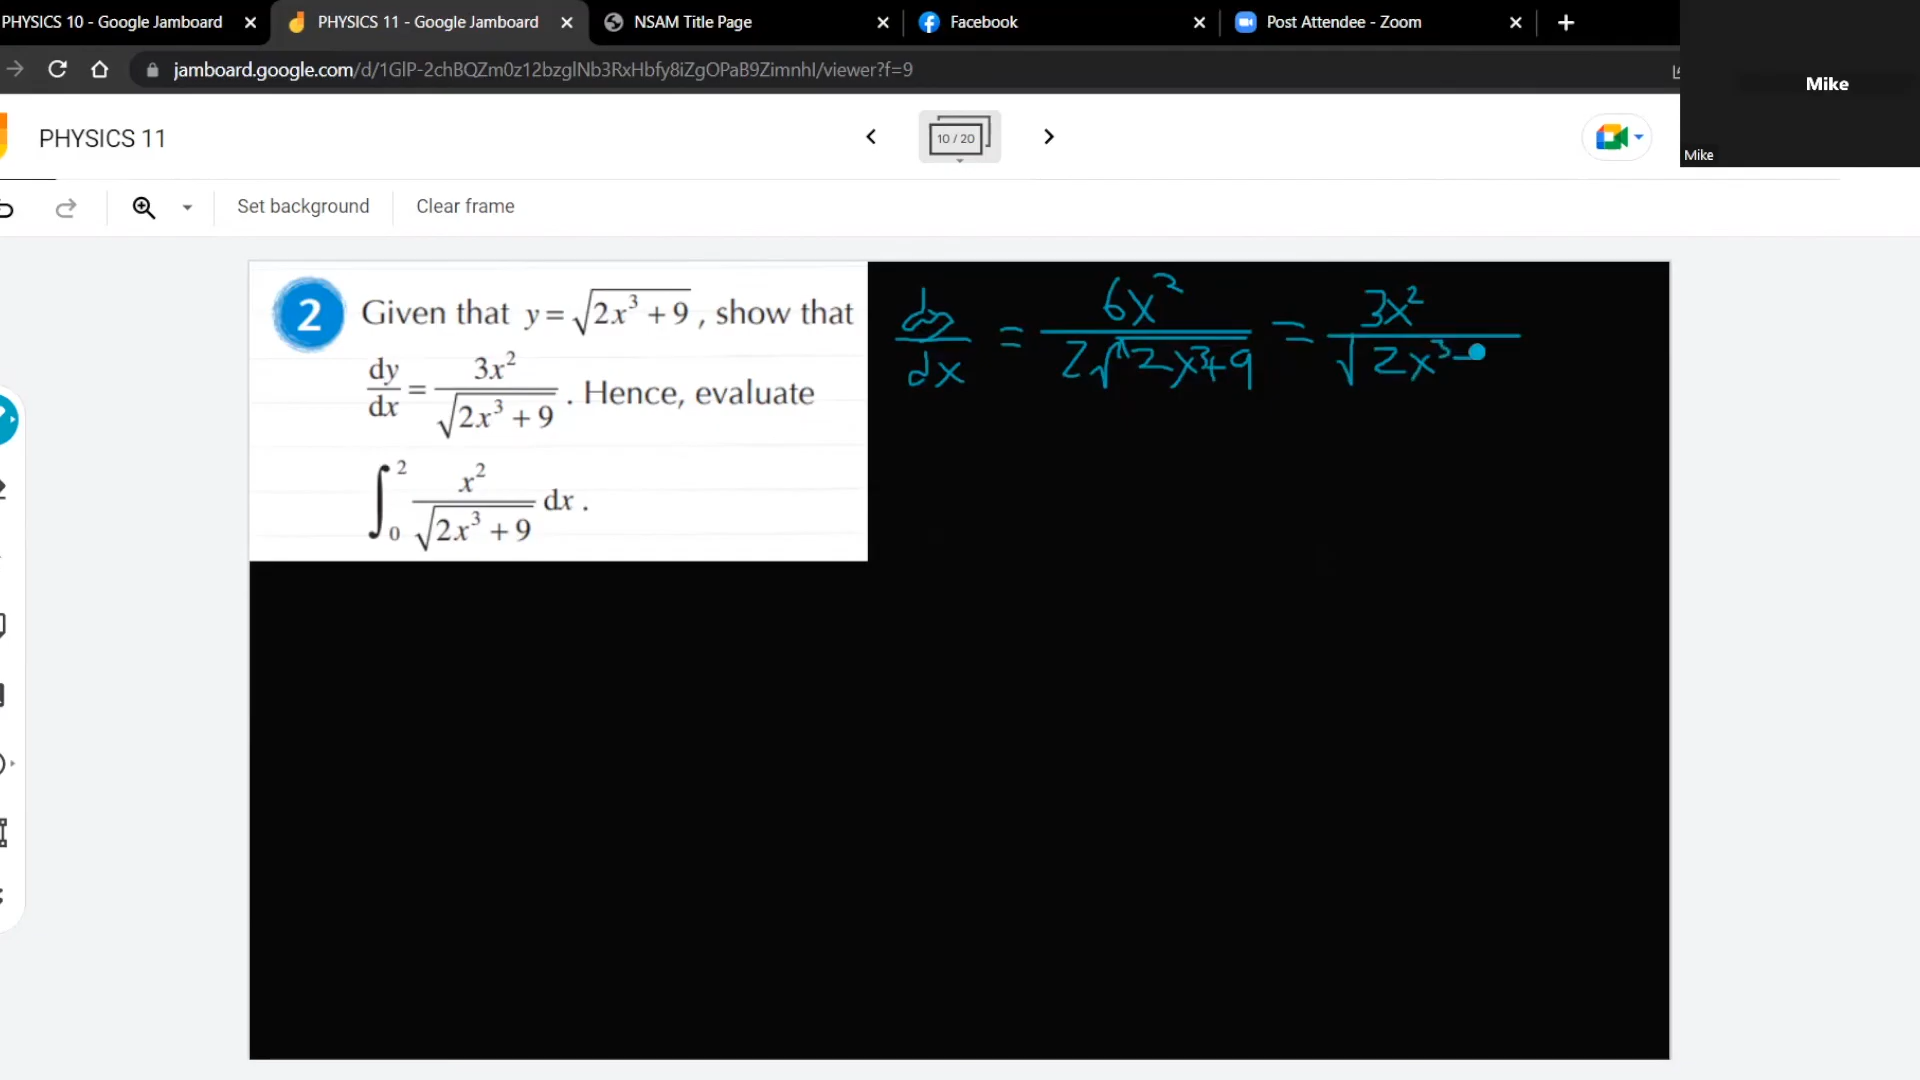 PHYSICS 10 - Google Jamboard
PHYSICS 11 - Google Jamboard
NSAM Title Page
Facebook
Post Attendee - Zoom
jamboard.google.com/d/1GlP-2chBQZm0z12bzglNb3RxHbfy8iZgOPaB9ZimnhI/viewer?f=9
Mike
Mike
PHYSICS 11
10 / 20
Set background
Clear frame
2 Given that y = √(2x³ + 9), show that
dy/dx = 3x²/√(2x³ + 9). Hence, evaluate
∫₀² x²/√(2x³ + 9) dx.
dy/dx = 6x²/2√(2x³+9) = 3x²/√2x³-